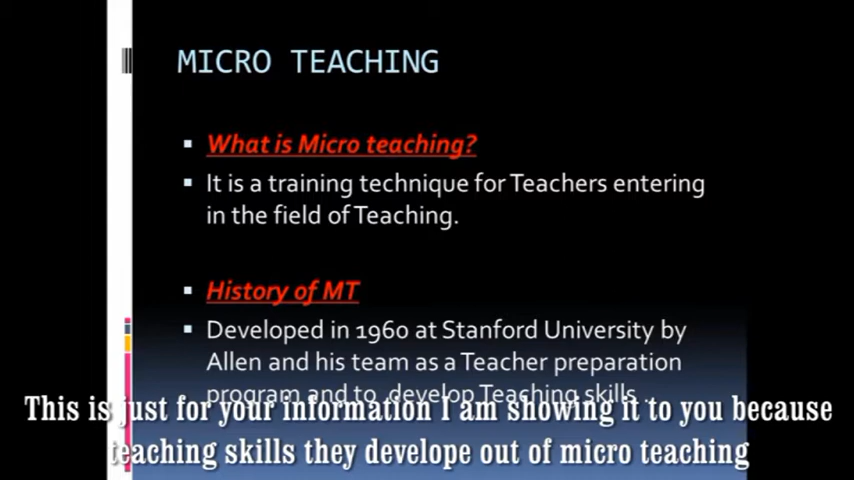 MICRO TEACHING
What is Micro teaching?
It is a training technique for Teachers entering
in the field of Teaching.
History of MT
Developed in 1960 at Stanford University by
Allen and his team as a Teacher preparation
program and to develop Teaching skills.
This is just for your information I am showing it to you because
teaching skills they develope out of micro teaching